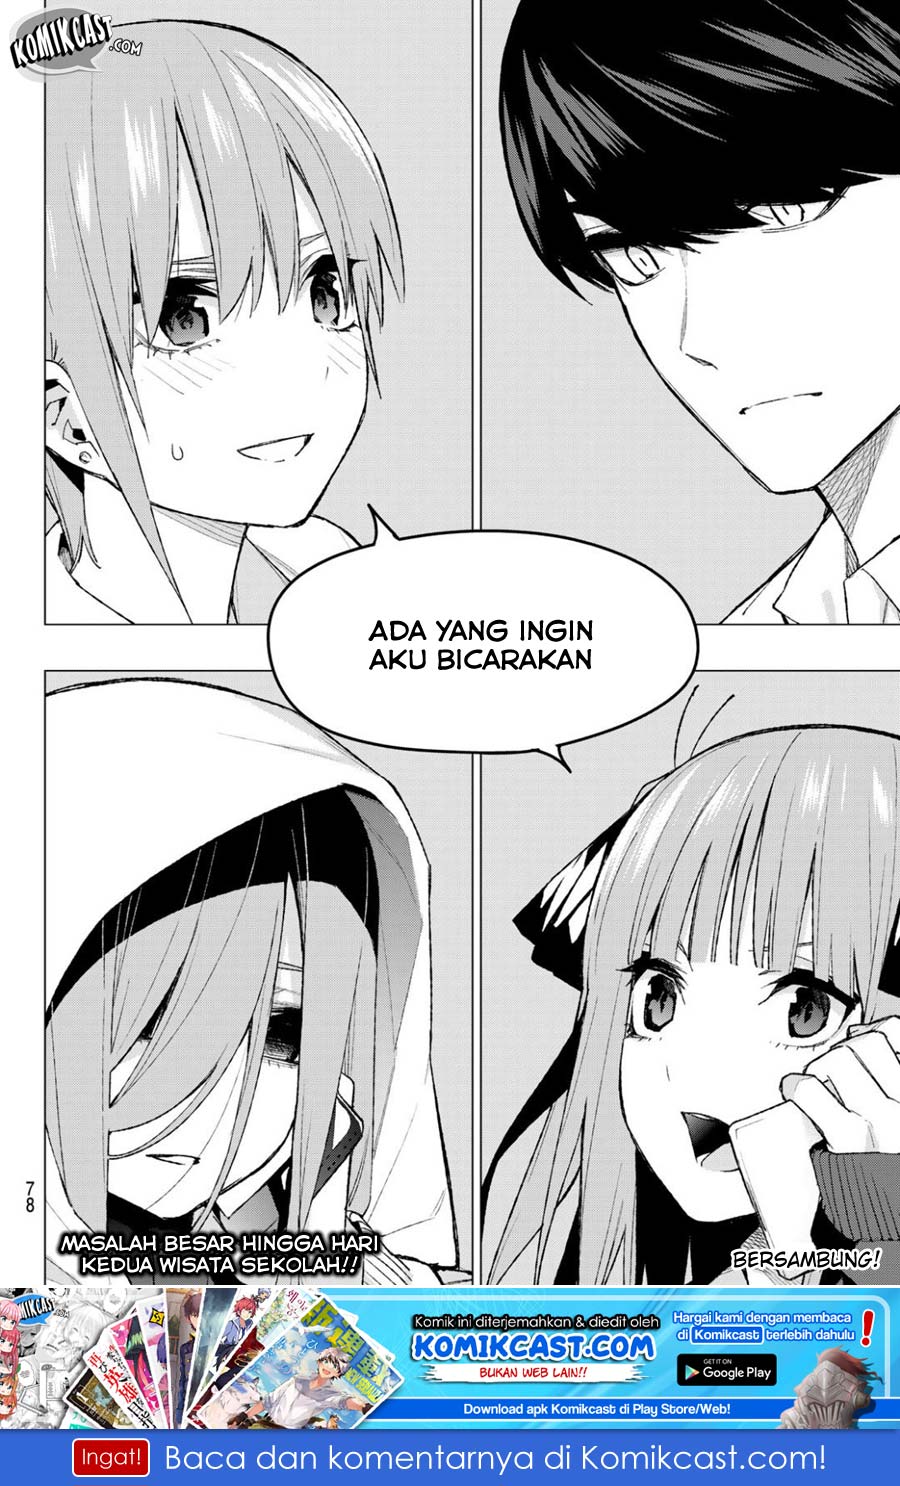 KOMIKCAST.COM
ADA YANG INGIN
AKU BICARAKAN
78
MASALAH BESAR HINGGA HARI
KEDUA WISATA SEKOLAH!!
BERSAMBUNG!
KOMIKCAST.COM
Komik ini diterjemahkan & diedit oleh
KOMIKCAST.COM
BUKAN WEB LAIN!!
Hargai kami dengan membaca
di Komikcast terlebih dahulu !
GET IT ON
Google Play
Download apk Komikcast di Play Store/Web!
Ingat! Baca dan komentarnya di Komikcast.com!